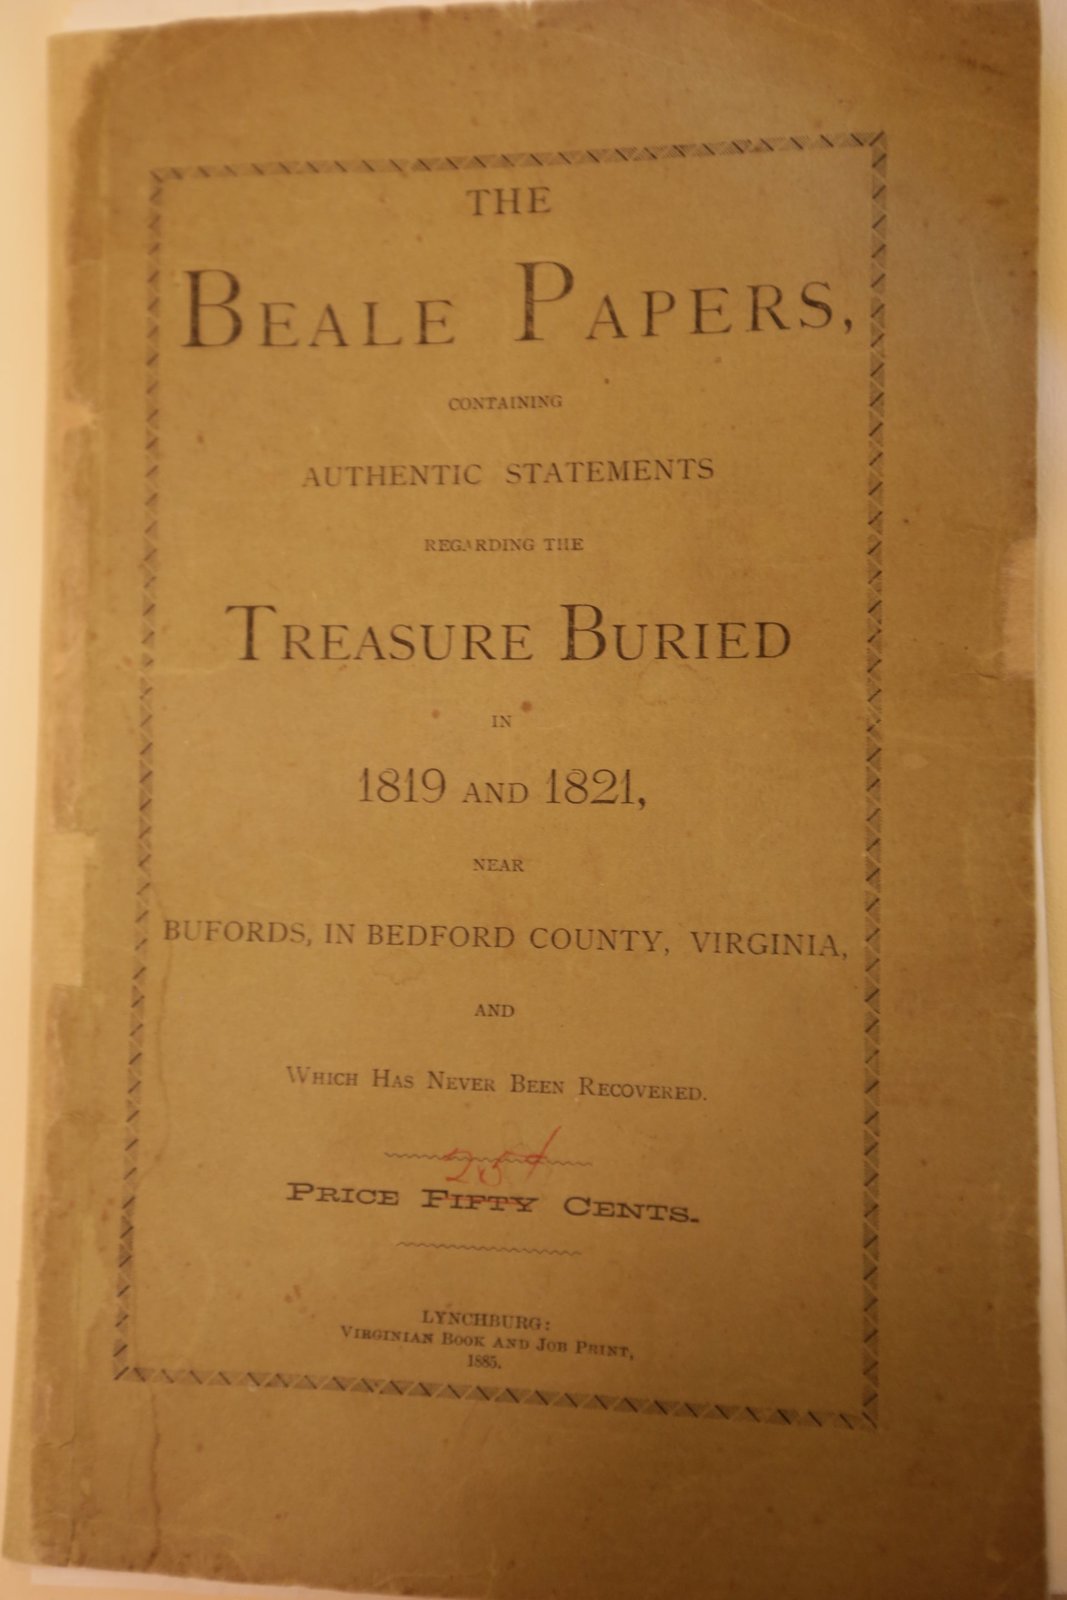 THE
BEALE PAPERS,
CONTAINING
AUTHENTIC STATEMENTS
REGARDING THE
TREASURE BURIED
IN
1819 AND 1821,
NEAR
BUFORDS, IN BEDFORD COUNTY, VIRGINIA,
AND
WHICH HAS NEVER BEEN RECOVERED.
25¢
PRICE FIFTY CENTS.
LYNCHBURG:
VIRGINIAN BOOK AND JOB PRINT,
1885.